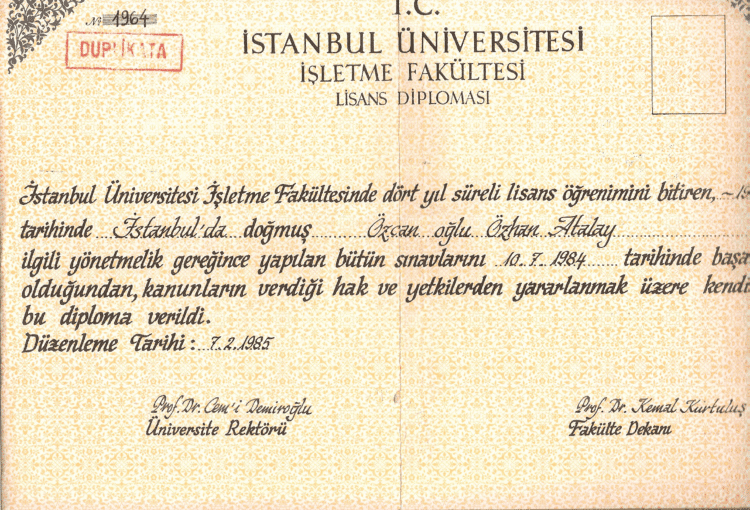 T.C.
№ 1964
DUPLİKATA
İSTANBUL ÜNİVERSİTESİ
İŞLETME FAKÜLTESİ
LİSANS DİPLOMASI
İstanbul Üniversitesi İşletme Fakültesinde dört yıl süreli lisans öğrenimini bitiren,
tarihinde İstanbul'da doğmuş Özcan oğlu Özhan Atalay
ilgili yönetmelik gereğince yapılan bütün sınavlarını 10.7.1984 tarihinde başa
olduğundan, kanunların verdiği hak ve yetkilerden yararlanmak üzere kendi
bu diploma verildi.
Düzenleme Tarihi : 7.2.1985
Prof. Dr. Cem'i Demiroğlu
Üniversite Rektörü
Prof. Dr. Kemal Kurtuluş
Fakülte Dekanı